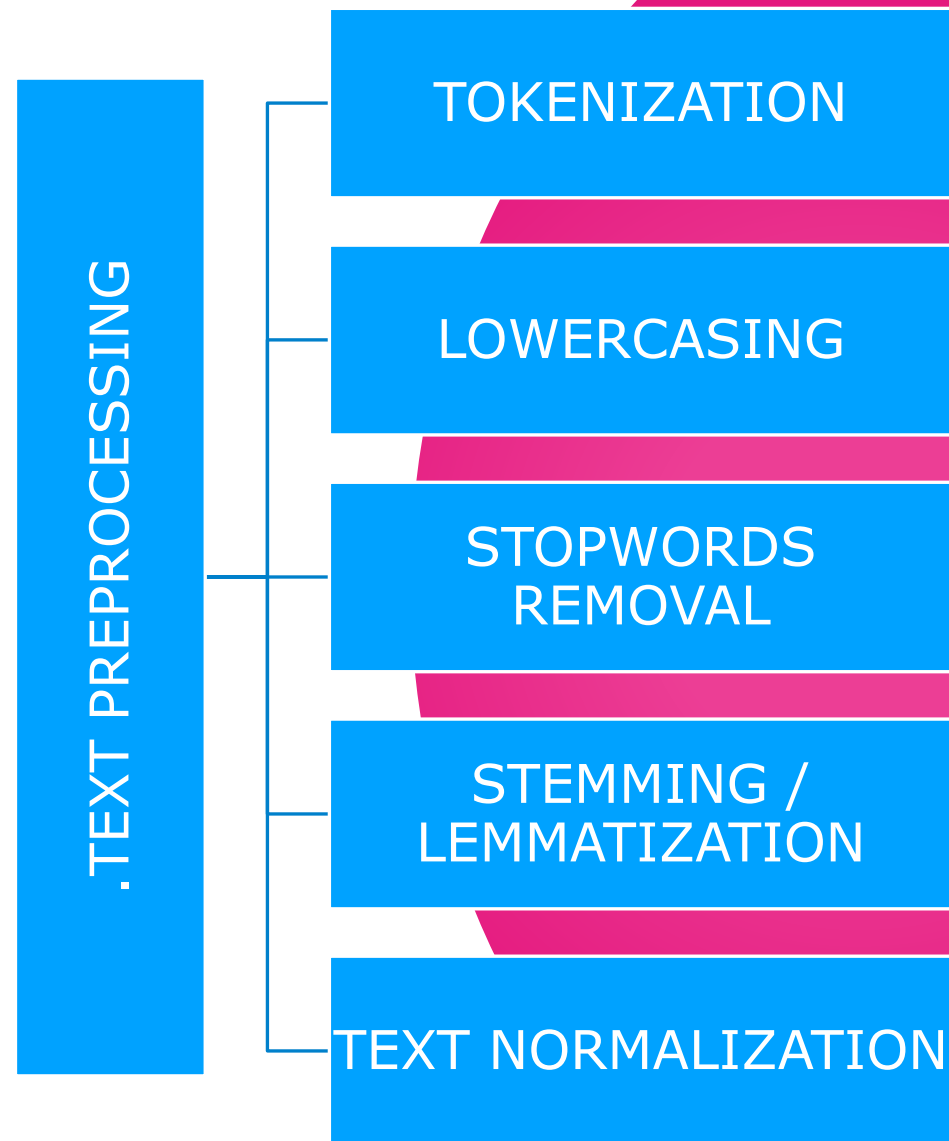 .TEXT PREPROCESSING
TOKENIZATION
LOWERCASING
STOPWORDS
REMOVAL
STEMMING /
LEMMATIZATION
TEXT NORMALIZATION